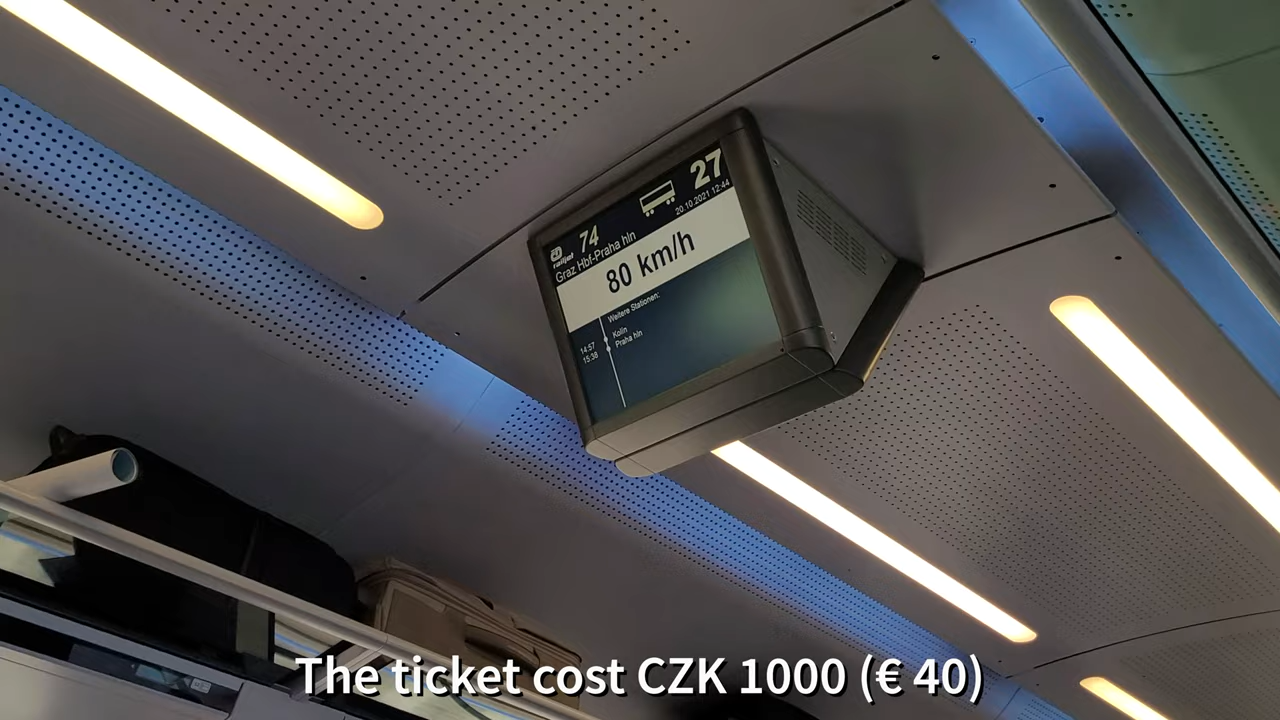 27
20.10.2021 12:44
railjet 74
Graz Hbf-Praha hln
80 km/h
Weitere Stationen:
14:57 Kolin
15:38 Praha hln
The ticket cost CZK 1000 (€ 40)